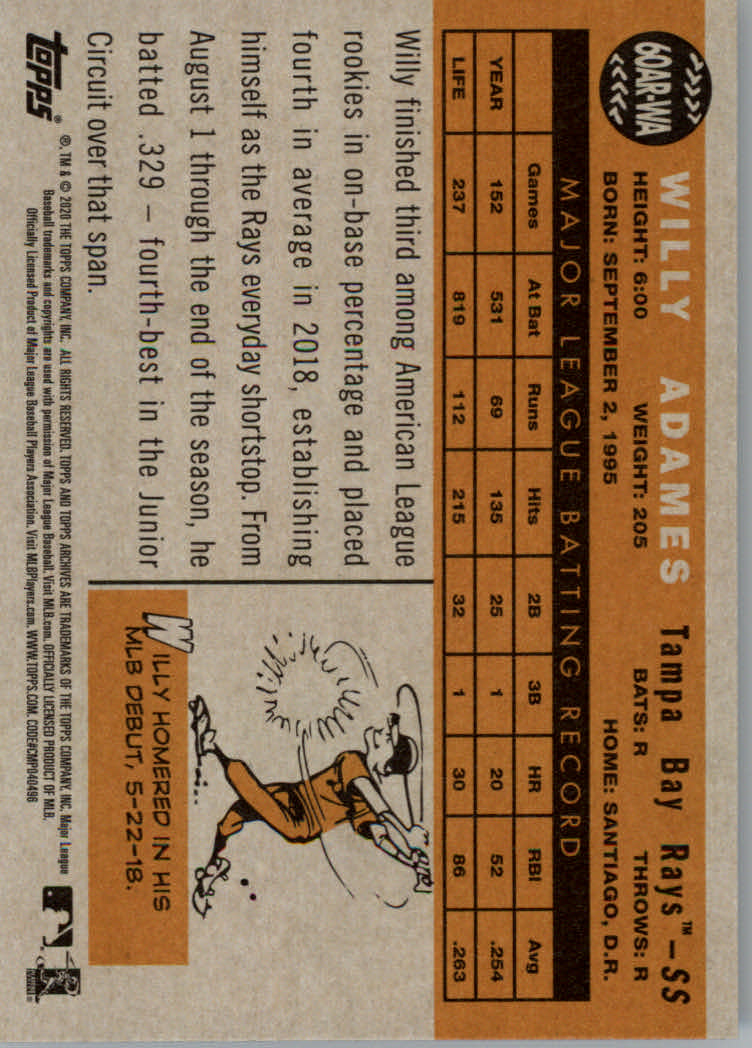 60AR-WA
WILLY ADAMES Tampa Bay Rays™–SS
HEIGHT: 6:00 WEIGHT: 205 BATS: R THROWS: R
BORN: SEPTEMBER 2, 1995 HOME: SANTIAGO, D.R.
MAJOR LEAGUE BATTING RECORD
Games At Bat Runs Hits 2B 3B HR RBI Avg
YEAR 152 531 69 135 25 1 20 52 .254
LIFE 237 819 112 215 32 1 30 86 .263
Willy finished third among American League
rookies in on-base percentage and placed
fourth in average in 2018, establishing
himself as the Rays everyday shortstop. From
August 1 through the end of the season, he
batted .329 – fourth-best in the Junior
Circuit over that span.
WILLY HOMERED IN HIS
MLB DEBUT, 5-22-18.
topps®
®, TM & © 2020 THE TOPPS COMPANY, INC. ALL RIGHTS RESERVED. TOPPS AND TOPPS ARCHIVES ARE TRADEMARKS OF THE TOPPS COMPANY, INC. Major League
Baseball trademarks and copyrights are used with permission of Major League Baseball. Visit MLB.com. OFFICIALLY LICENSED PRODUCT OF MLB.
Officially Licensed Product of Major League Baseball Players Association. Visit MLBPlayers.com. WWW.TOPPS.COM. CODE#CMP040496